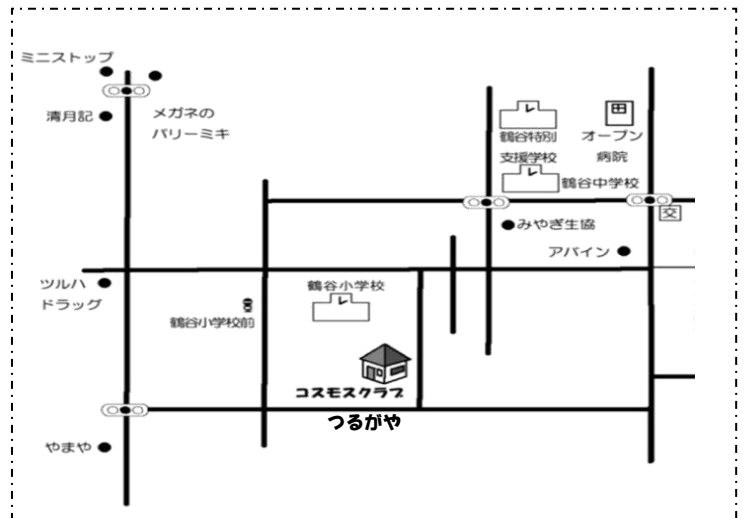 ミニストップ
清月記
メガネの
パリーミキ
鶴谷特別
支援学校
オープン
病院
鶴谷中学校
交
みやぎ生協
アバイン
ツルハ
ドラッグ
鶴谷小学校
鶴谷小学校前
コスモスクラブ
つるがや
やまや